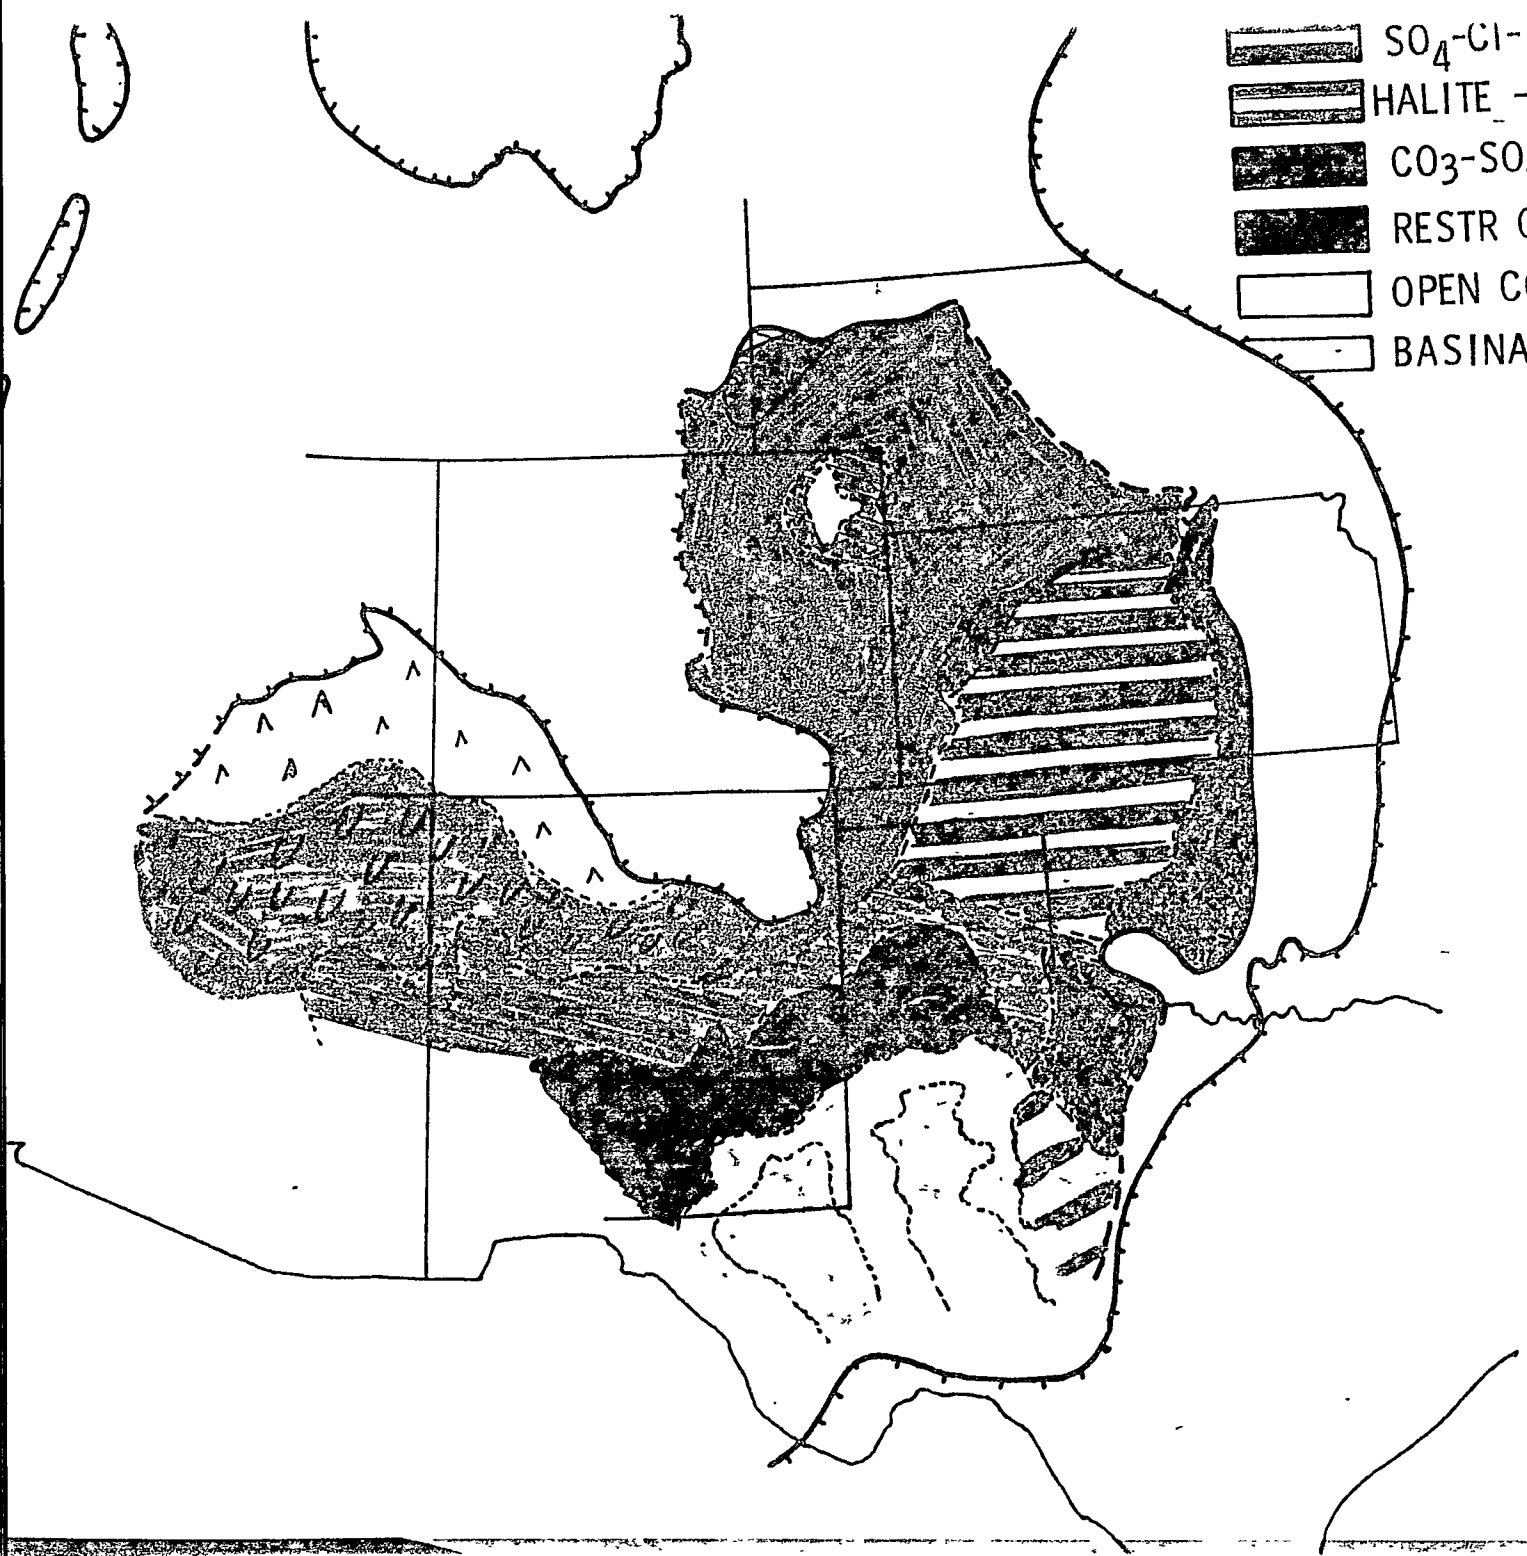 SO4-Cl-
HALITE -
CO3-SO
RESTR
OPEN
BASINA